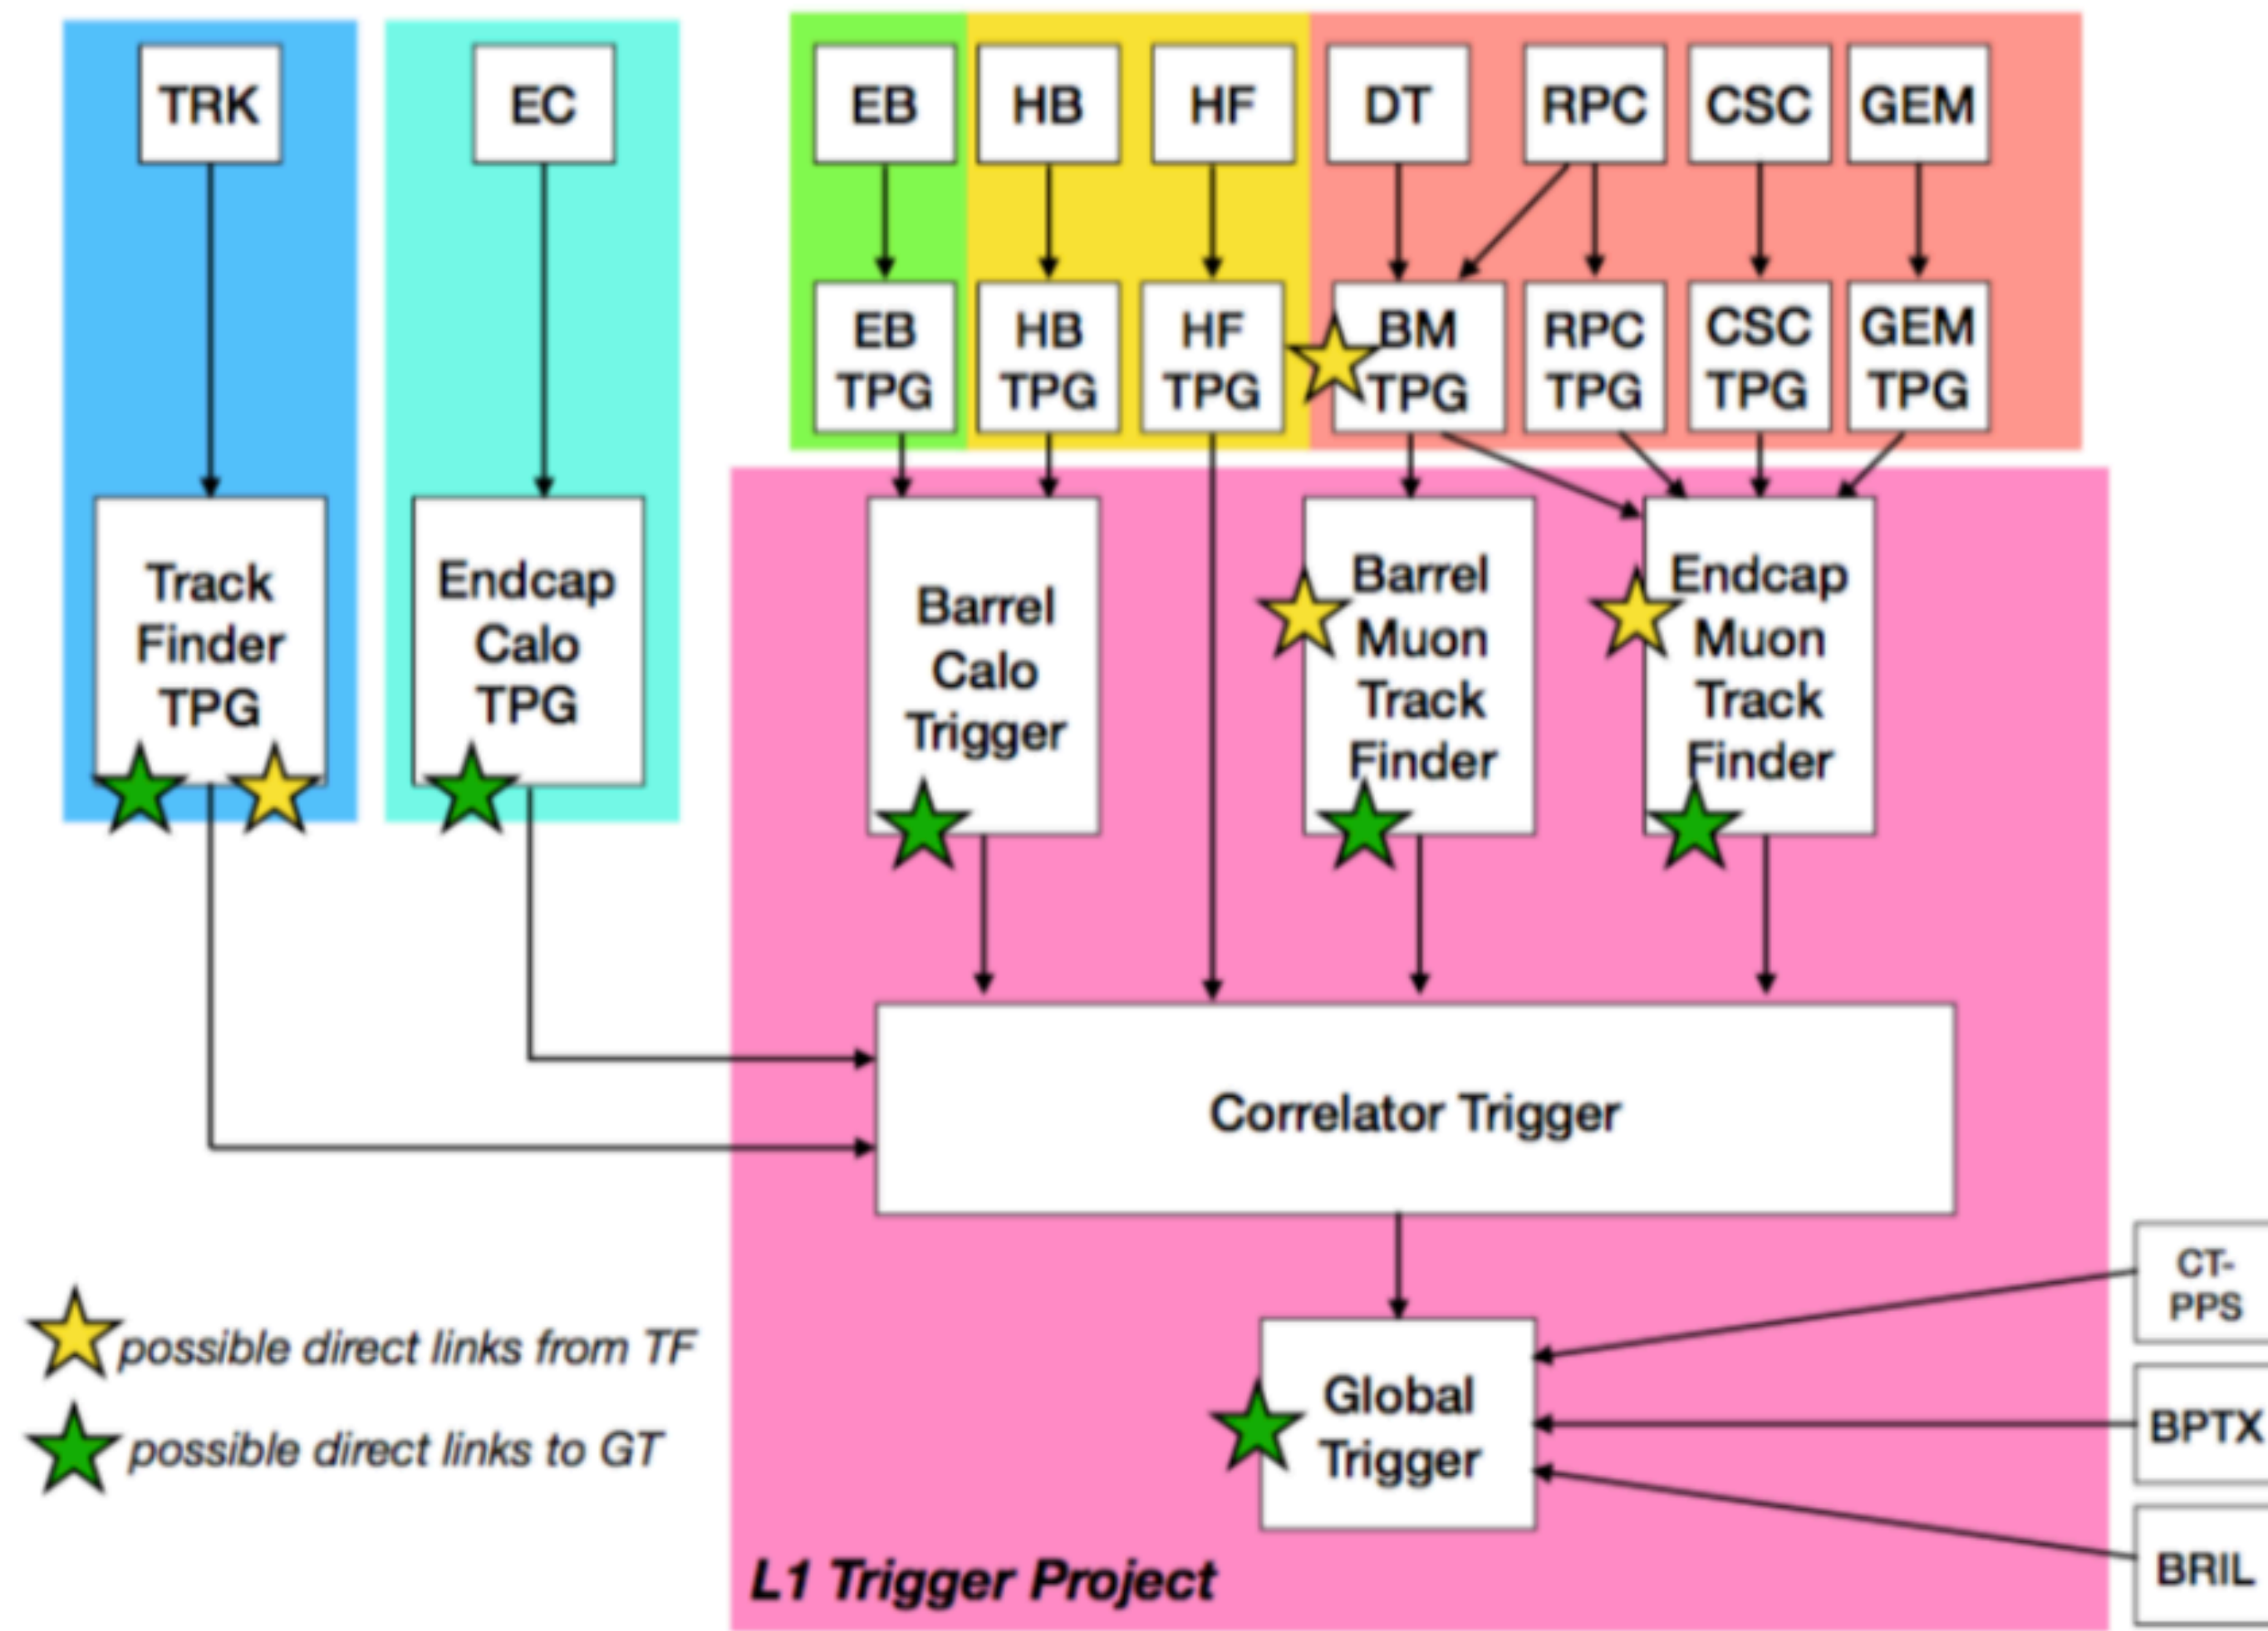 TRK
EC
EB
HB
HF
DT
RPC
CSC
GEM
EB
TPG
HB
TPG
HF
TPG
BM
TPG
RPC
TPG
CSC
TPG
GEM
TPG
Track
Finder
TPG
Endcap
Calo
TPG
Barrel
Calo
Trigger
Barrel
Muon
Track
Finder
Endcap
Muon
Track
Finder
Correlator Trigger
CT-
PPS
possible direct links from TF
Global
Trigger
BPTX
possible direct links to GT
BRIL
L1 Trigger Project